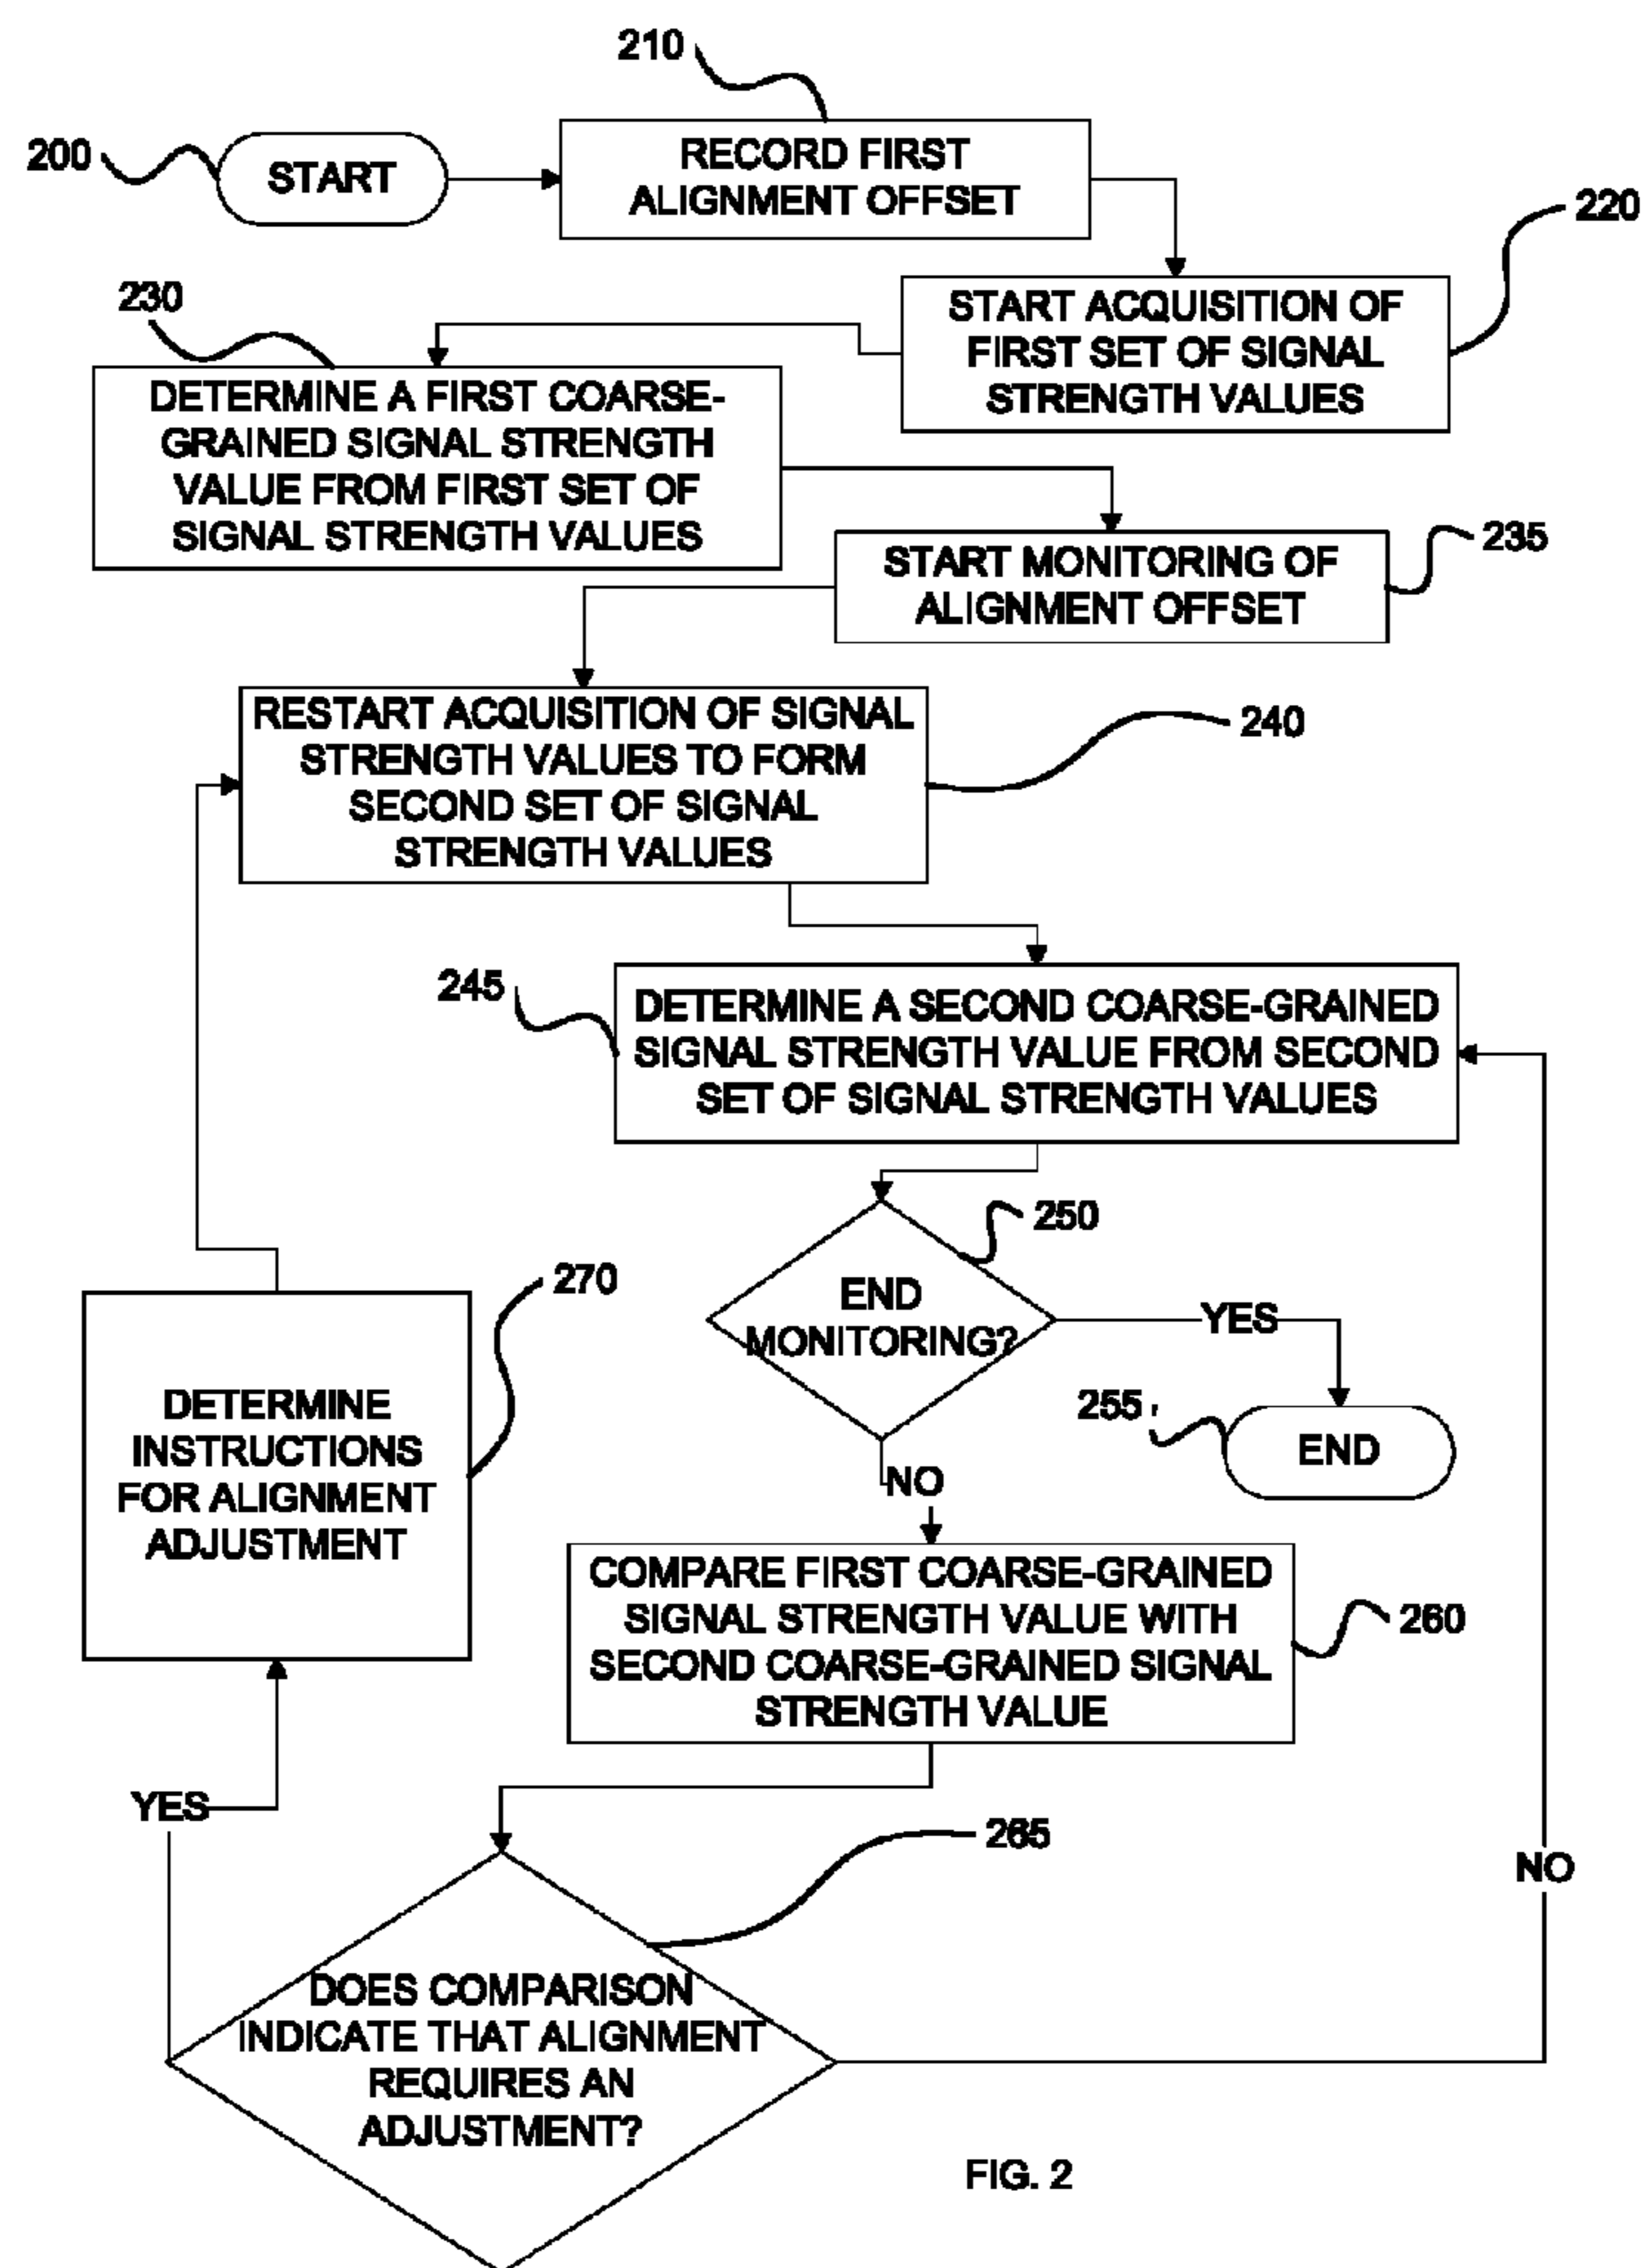 210
200
START
RECORD FIRST
ALIGNMENT OFFSET
220
230
START ACQUISITION OF
FIRST SET OF SIGNAL
STRENGTH VALUES
DETERMINE A FIRST COARSE-
GRAINED SIGNAL STRENGTH
VALUE FROM FIRST SET OF
SIGNAL STRENGTH VALUES
235
START MONITORING OF
ALIGNMENT OFFSET
RESTART ACQUISITION OF SIGNAL
STRENGTH VALUES TO FORM
SECOND SET OF SIGNAL
STRENGTH VALUES
240
245
DETERMINE A SECOND COARSE-GRAINED
SIGNAL STRENGTH VALUE FROM SECOND
SET OF SIGNAL STRENGTH VALUES
250
END
MONITORING?
YES
255
END
NO
270
DETERMINE
INSTRUCTIONS
FOR ALIGNMENT
ADJUSTMENT
COMPARE FIRST COARSE-GRAINED
SIGNAL STRENGTH VALUE WITH
SECOND COARSE-GRAINED SIGNAL
STRENGTH VALUE
260
YES
265
NO
DOES COMPARISON
INDICATE THAT ALIGNMENT
REQUIRES AN
ADJUSTMENT?
FIG. 2